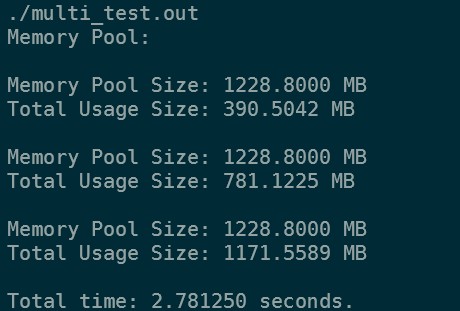 ./multi_test.out
Memory Pool:
Memory Pool Size: 1228.8000 MB
Total Usage Size: 390.5042 MB
Memory Pool Size: 1228.8000 MB
Total Usage Size: 781.1225 MB
Memory Pool Size: 1228.8000 MB
Total Usage Size: 1171.5589 MB
Total time: 2.781250 seconds.